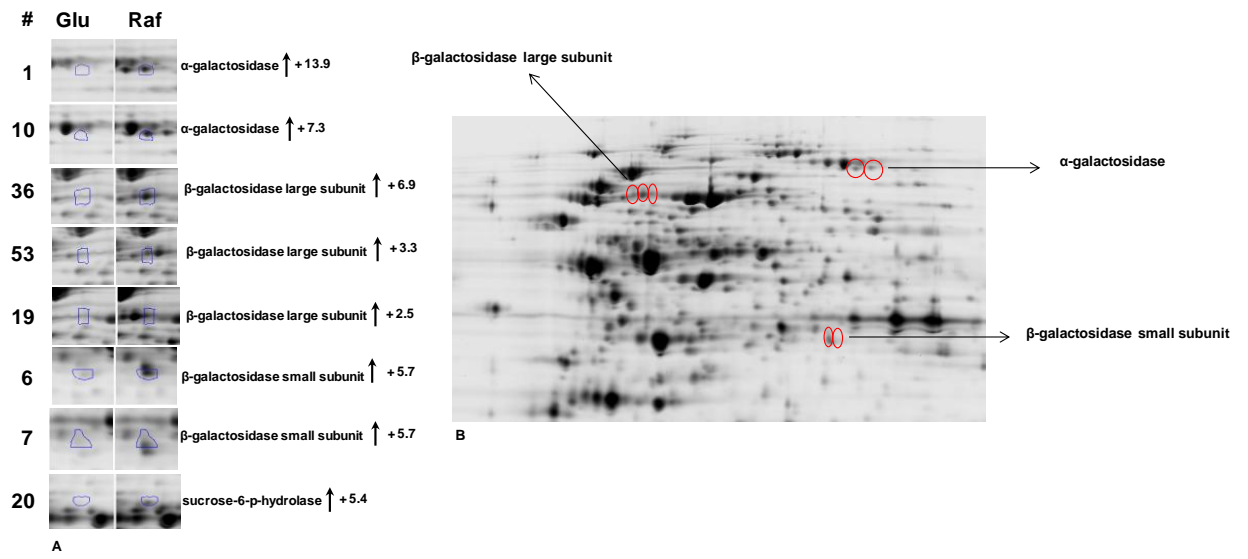 # Glu Raf
1 α-galactosidase + 13.9
10 α-galactosidase + 7.3
36 β-galactosidase large subunit + 6.9
53 β-galactosidase large subunit + 3.3
19 β-galactosidase large subunit + 2.5
6 β-galactosidase small subunit + 5.7
7 β-galactosidase small subunit + 5.7
20 sucrose-6-p-hydrolase + 5.4
A
β-galactosidase large subunit
α-galactosidase
β-galactosidase small subunit
B